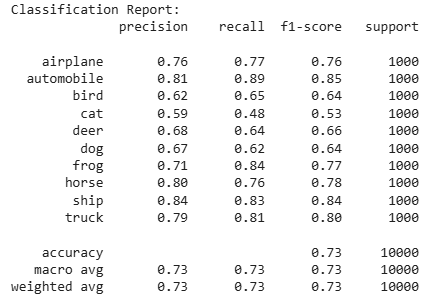 Classification Report:
precision recall f1-score support
airplane 0.76 0.77 0.76 1000
automobile 0.81 0.89 0.85 1000
bird 0.62 0.65 0.64 1000
cat 0.59 0.48 0.53 1000
deer 0.68 0.64 0.66 1000
dog 0.67 0.62 0.64 1000
frog 0.71 0.84 0.77 1000
horse 0.80 0.76 0.78 1000
ship 0.84 0.83 0.84 1000
truck 0.79 0.81 0.80 1000
accuracy 0.73 10000
macro avg 0.73 0.73 0.73 10000
weighted avg 0.73 0.73 0.73 10000